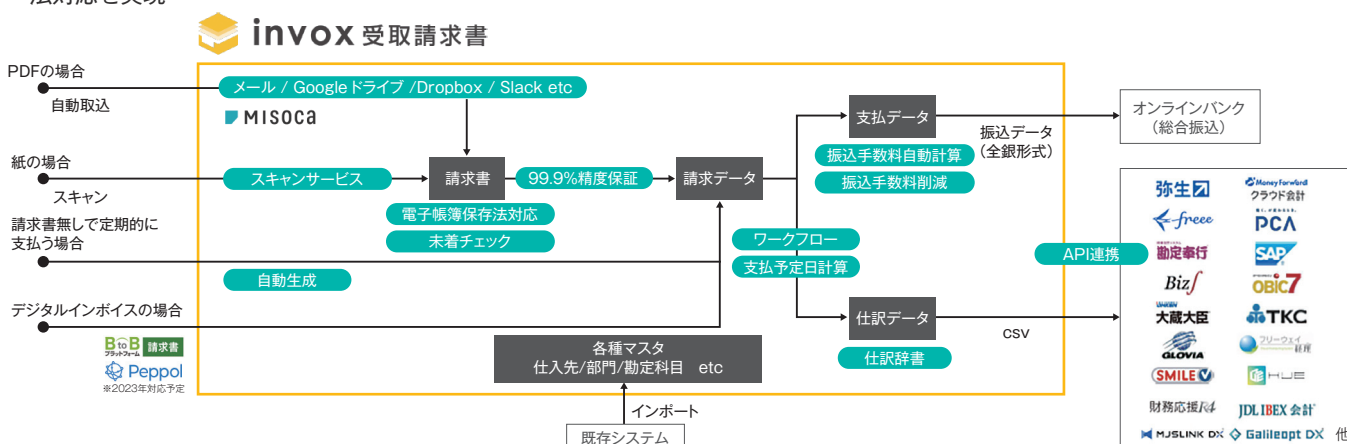 invox 受取請求書
PDFの場合
自動取込
メール / Googleドライブ /Dropbox / Slack etc
MISOCA
紙の場合
スキャン
スキャンサービス
請求書
99.9%精度保証
請求データ
電子帳簿保存法対応
未着チェック
請求書無しで定期的に
支払う場合
自動生成
デジタルインボイスの場合
BtoB
プラットフォーム
請求書
Peppol
※2023年対応予定
支払データ
振込手数料自動計算
振込手数料削減
ワークフロー
支払予定日計算
仕訳データ
仕訳辞書
各種マスタ
仕入先/部門/勘定科目 etc
インポート
既存システム
振込データ
(全銀形式)
オンラインバンク
(総合振込)
API連携
csv
弥生
Money Forward
クラウド会計
freee
PCA
勘定奉行
SAP
Biz∫
OBIC7
大蔵大臣
TKC
GLOVIA
フリーウェイ
経理
SMILE V
HUE
財務応援R4
JDL IBEX 会計
MJSLINK DX
Galileopt DX
他